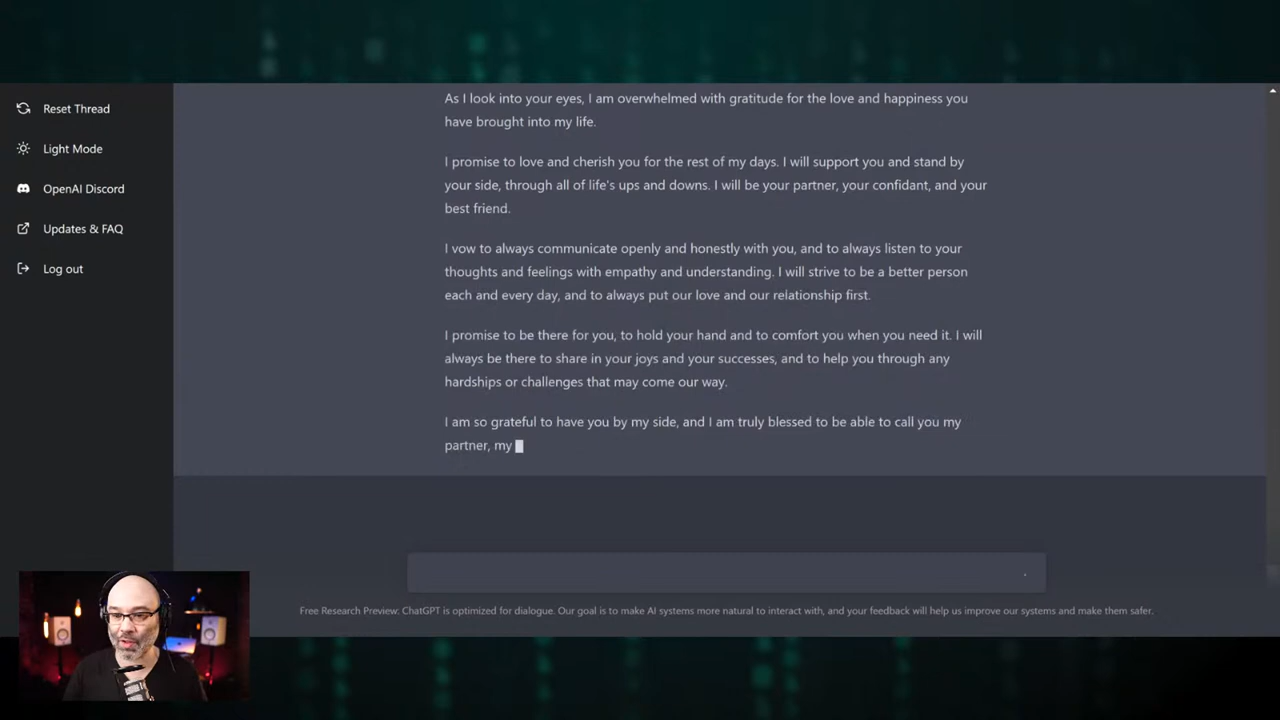 Reset Thread
Light Mode
OpenAI Discord
Updates & FAQ
Log out
As I look into your eyes, I am overwhelmed with gratitude for the love and happiness you
have brought into my life.
I promise to love and cherish you for the rest of my days. I will support you and stand by
your side, through all of life's ups and downs. I will be your partner, your confidant, and your
best friend.
I vow to always communicate openly and honestly with you, and to always listen to your
thoughts and feelings with empathy and understanding. I will strive to be a better person
each and every day, and to always put our love and our relationship first.
I promise to be there for you, to hold your hand and to comfort you when you need it. I will
always be there to share in your joys and your successes, and to help you through any
hardships or challenges that may come our way.
I am so grateful to have you by my side, and I am truly blessed to be able to call you my
partner, my
Free Research Preview: ChatGPT is optimized for dialogue. Our goal is to make AI systems more natural to interact with, and your feedback will help us improve our systems and make them safer.